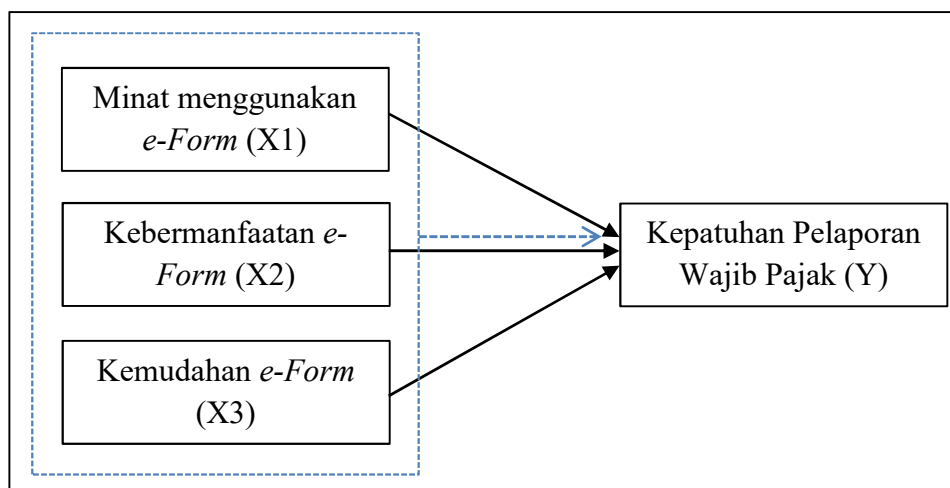 Minat menggunakan
e-Form (X1)
Kebermanfaatan e-
Form (X2)
Kemudahan e-Form
(X3)
Kepatuhan Pelaporan
Wajib Pajak (Y)